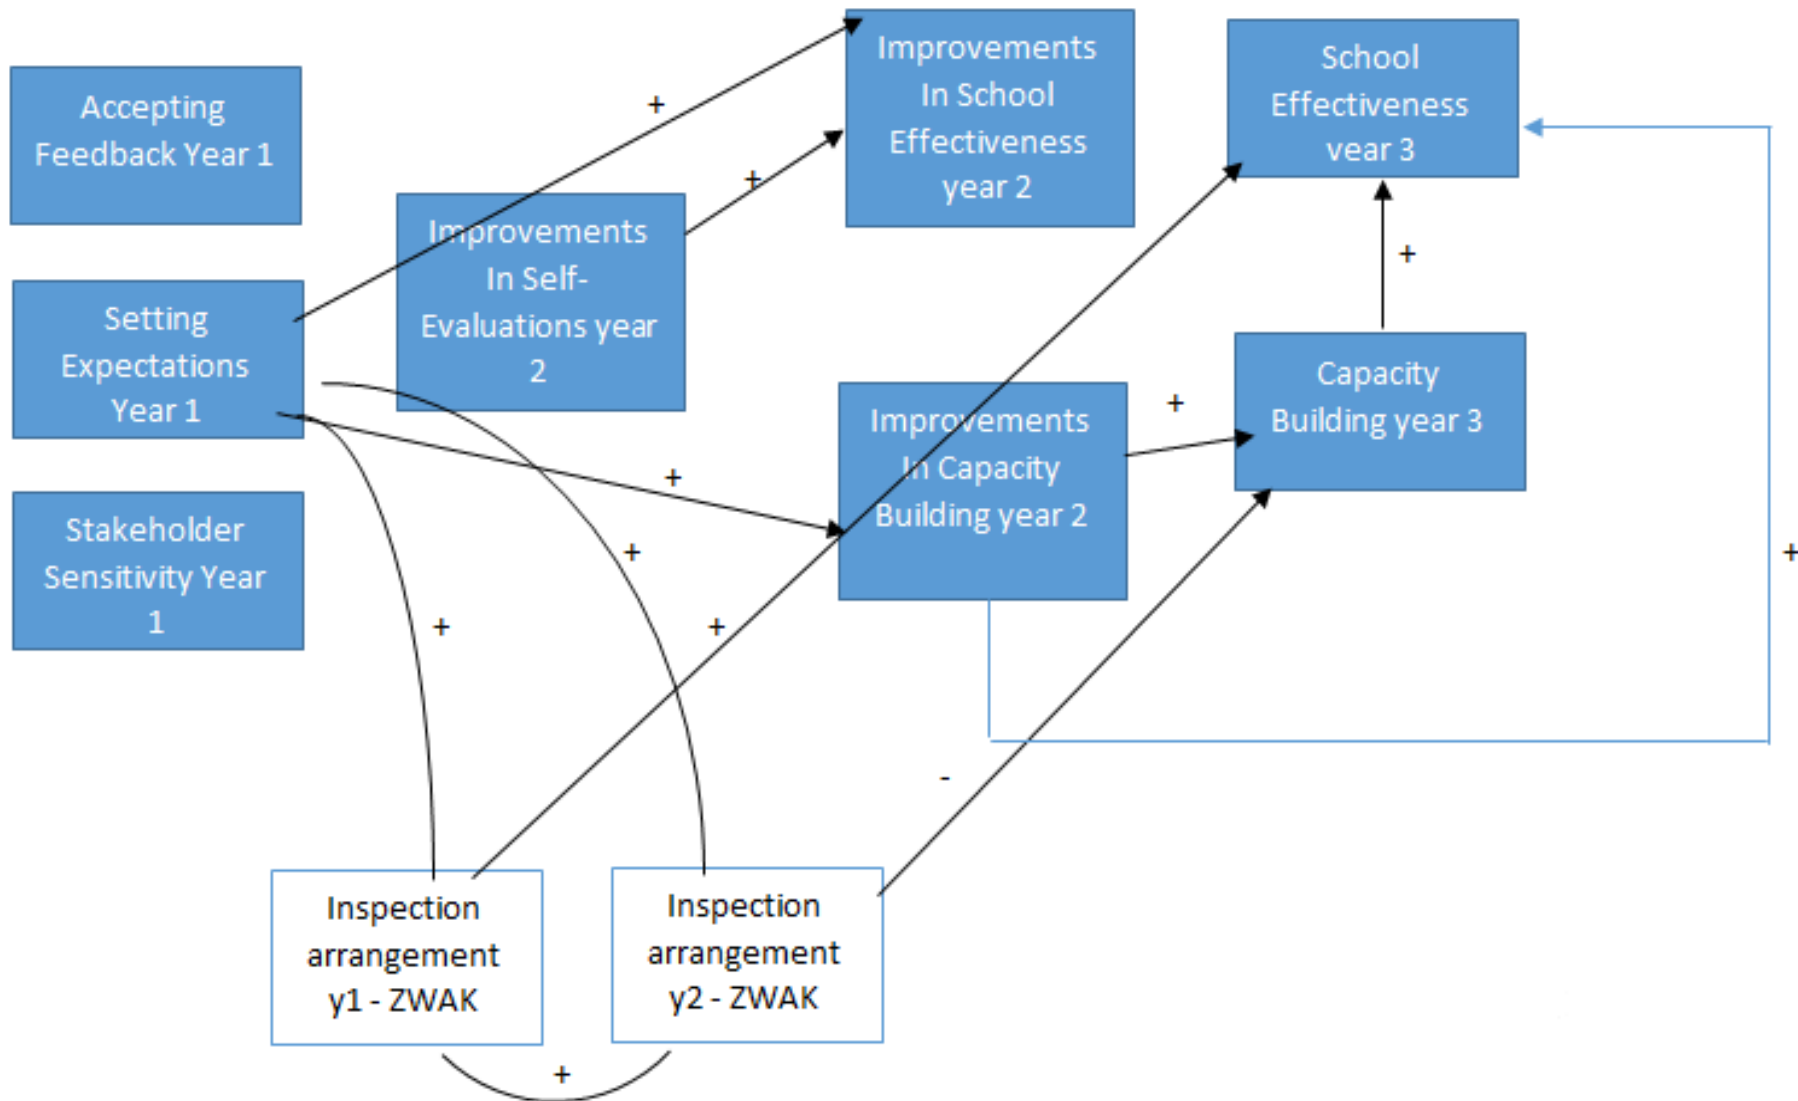 Accepting
Feedback Year 1
Setting
Expectations
Year 1
Stakeholder
Sensitivity Year
1
Improvements
In Self-
Evaluations year
2
Improvements
In School
Effectiveness
year 2
Improvements
In Capacity
Building year 2
School
Effectiveness
vear 3
Capacity
Building year 3
Inspection
arrangement
y1 - ZWAK
Inspection
arrangement
y2 - ZWAK
+
+
+
+
+
+
+
+
+
-
+